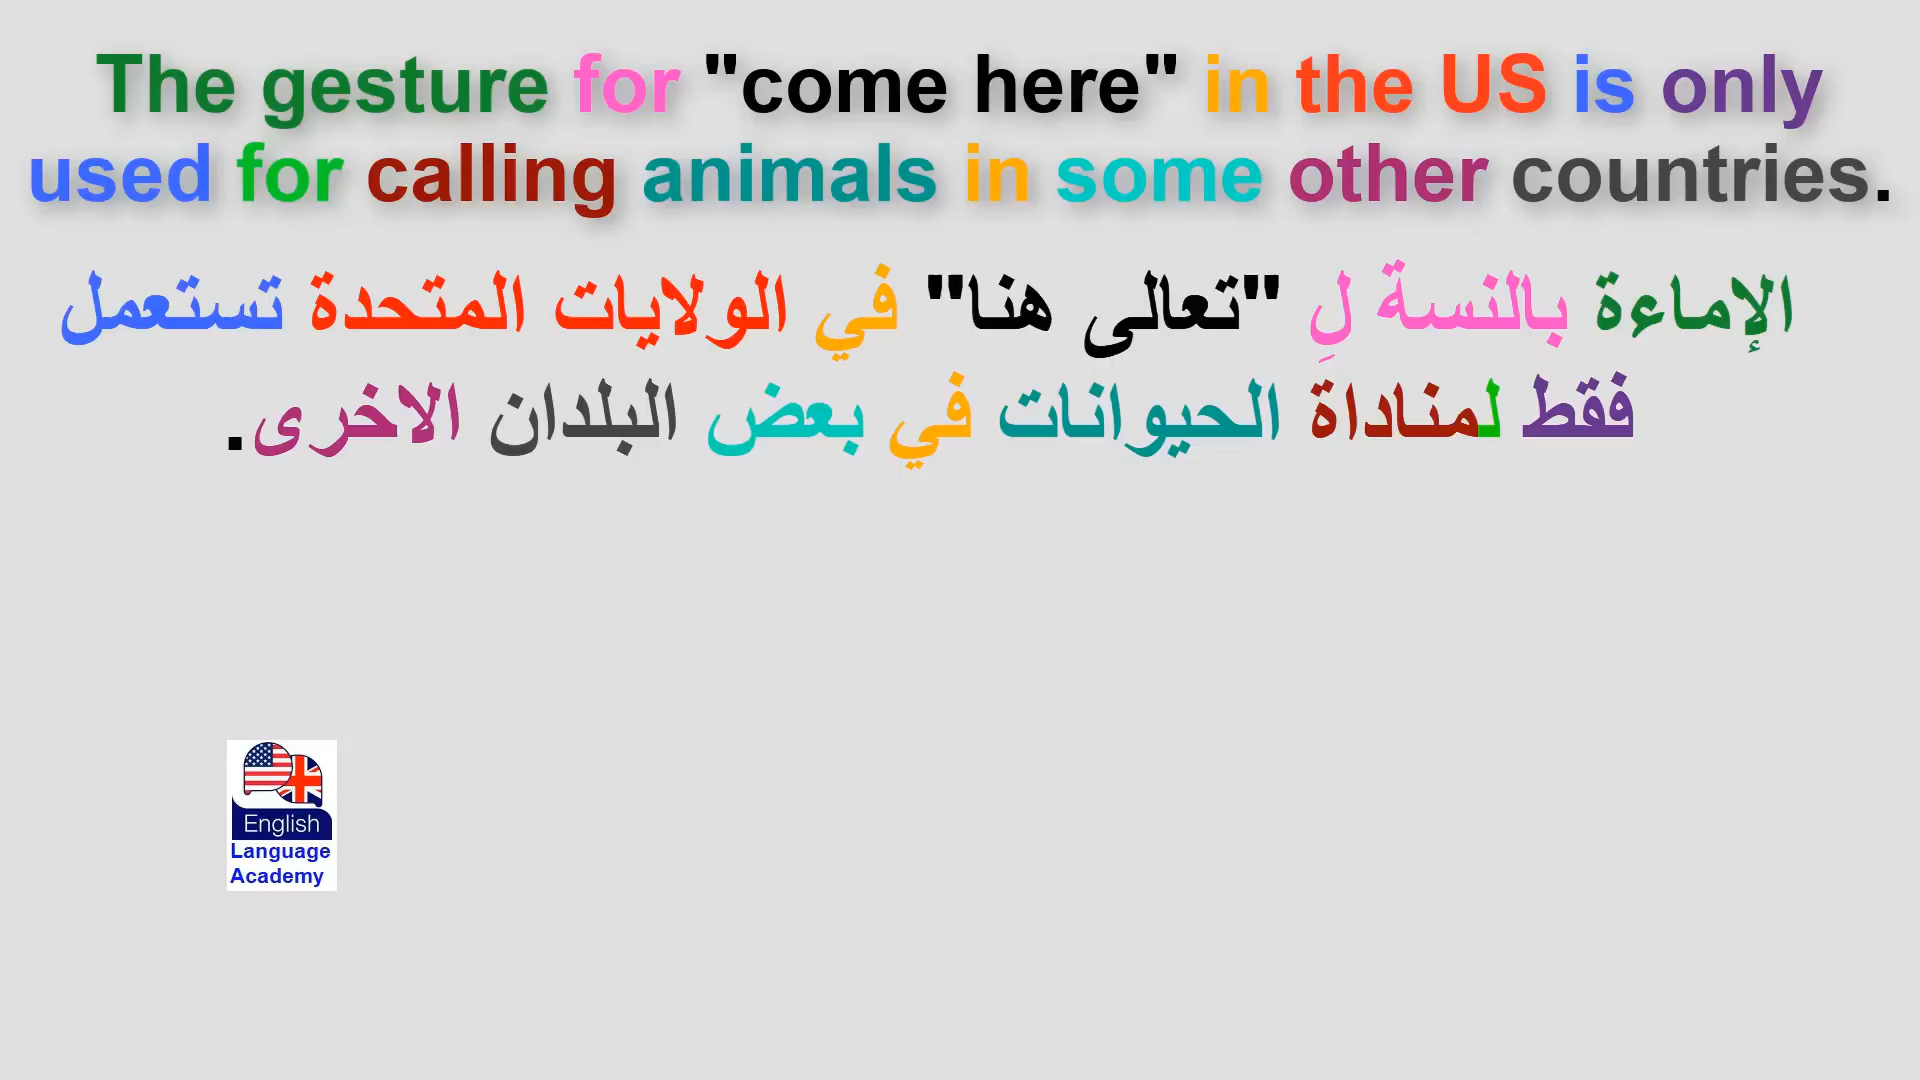 The gesture for "come here" in the US is only
used for calling animals in some other countries.
الإماءة بالنسة لِ "تعالى هنا" في الولايات المتحدة تستعمل
فقط لمناداة الحيوانات في بعض البلدان الاخرى.
English
Language
Academy